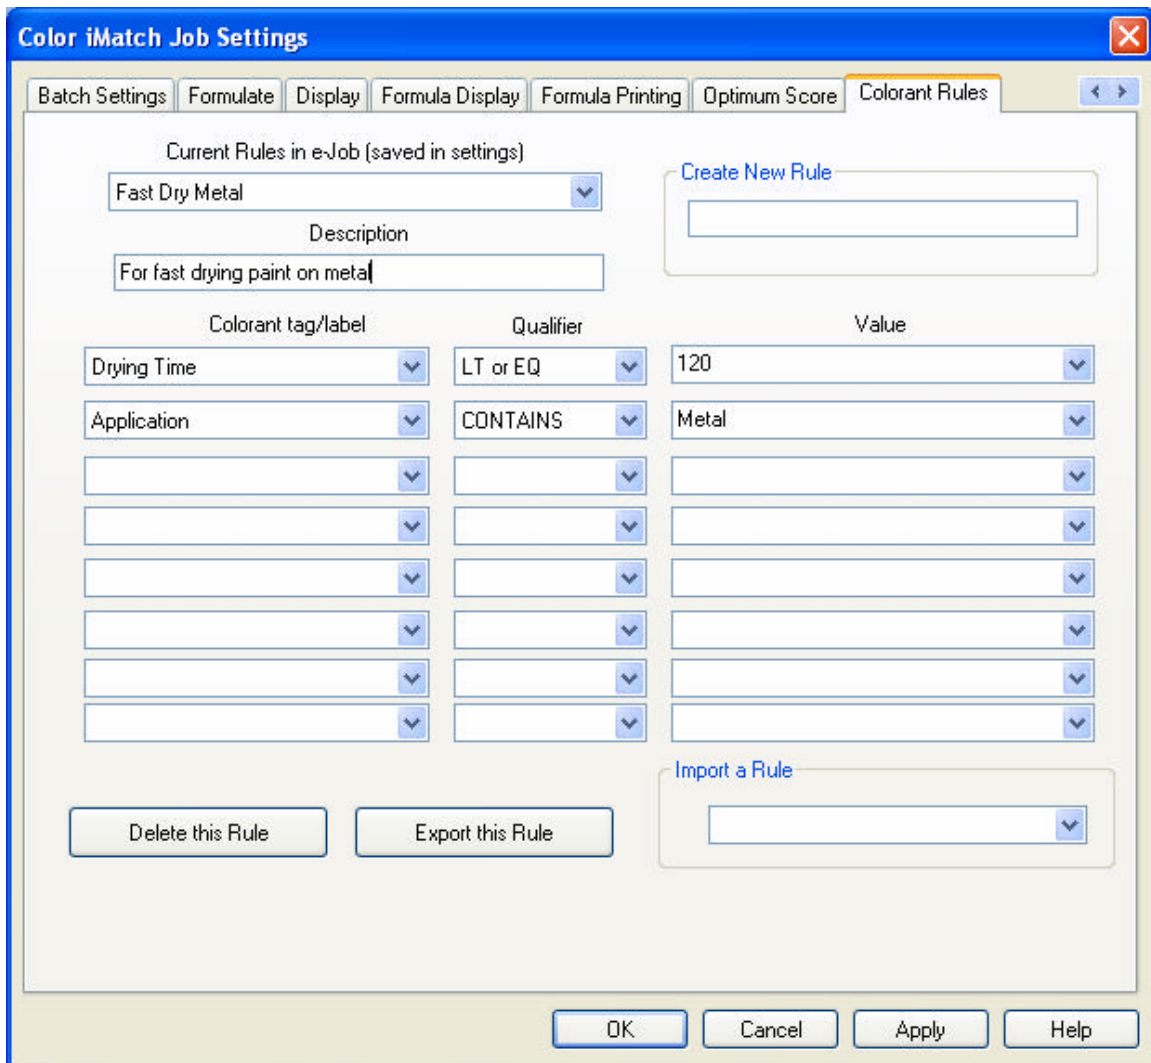 Color iMatch Job Settings
Batch Settings Formulate Display Formula Display Formula Printing Optimum Score Colorant Rules
Current Rules in e-Job (saved in settings)
Fast Dry Metal
Create New Rule
Description
For fast drying paint on metal
Colorant tag/label Qualifier Value
Drying Time LT or EQ 120
Application CONTAINS Metal
Import a Rule
Delete this Rule Export this Rule
OK Cancel Apply Help